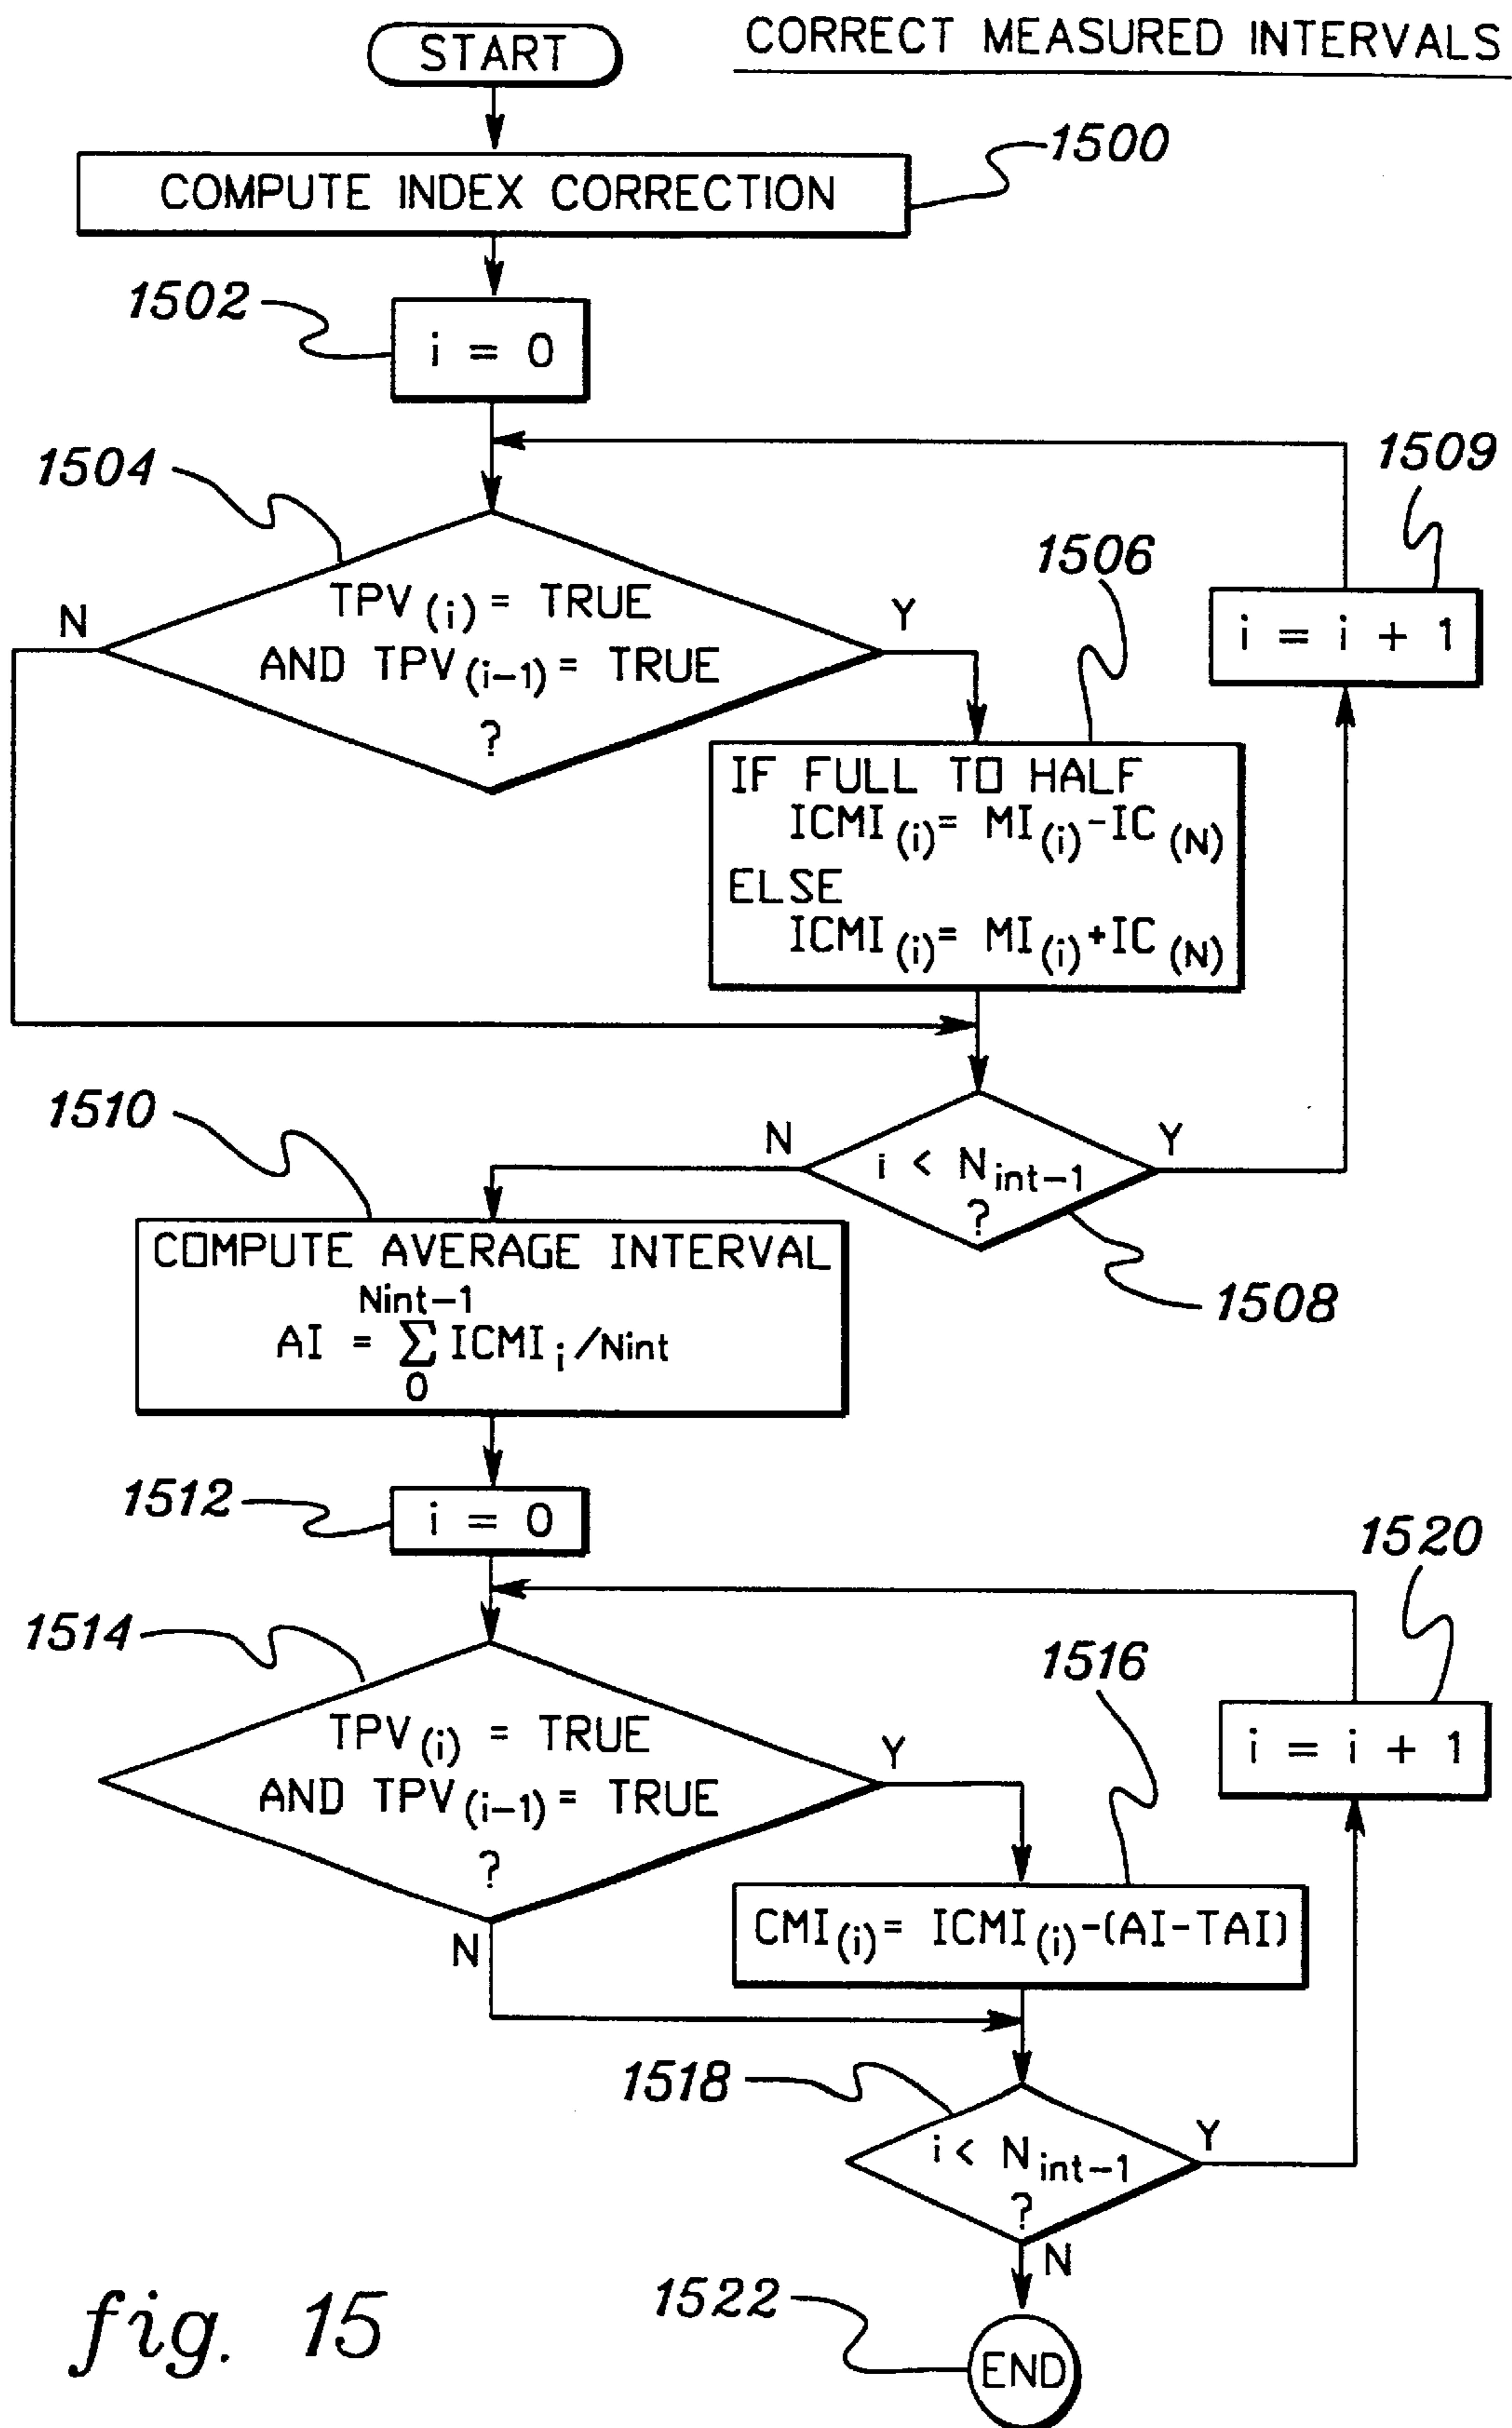 CORRECT MEASURED INTERVALS
START
1500
COMPUTE INDEX CORRECTION
1502
i = 0
1504
1509
1506
i = i + 1
N
TPV(i) = TRUE
AND TPV(i-1) = TRUE
?
Y
IF FULL TO HALF
ICMI(i) = MI(i) -IC (N)
ELSE
ICMI(i) = MI(i) +IC (N)
1510
N
i < Nint-1
?
Y
1508
COMPUTE AVERAGE INTERVAL
Nint-1
AI = ∑ ICMIi /Nint
0
1512
i = 0
1520
1514
1516
i = i + 1
TPV(i) = TRUE
AND TPV(i-1) = TRUE
?
Y
N
CMI(i) = ICMI(i) -(AI-TAI)
1518
i < Nint-1
?
Y
N
1522
END
fig. 15